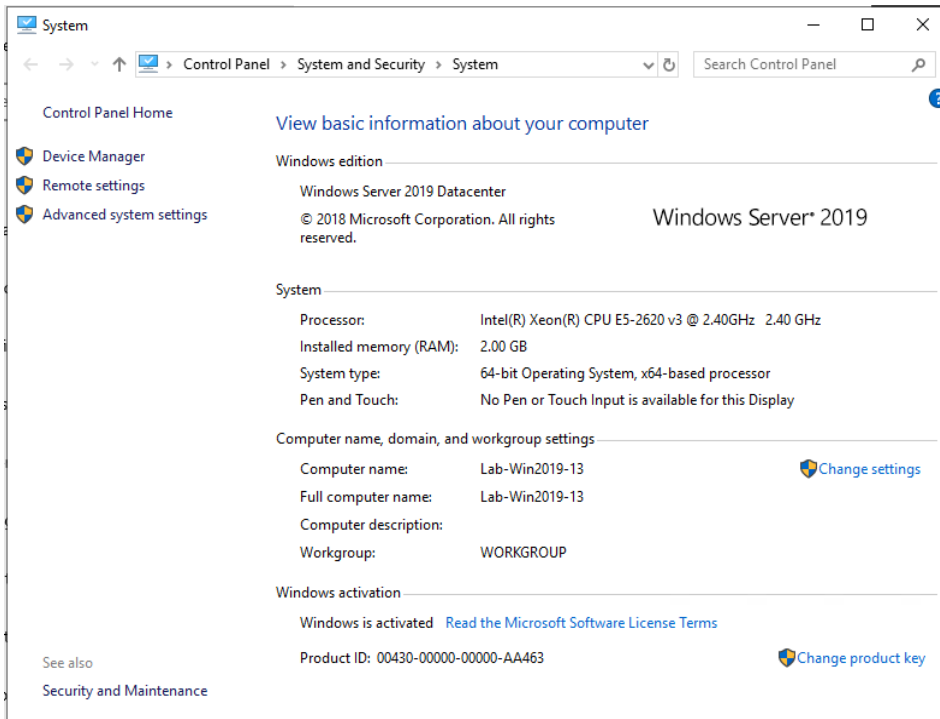 System
Control Panel > System and Security > System
Search Control Panel
Control Panel Home
Device Manager
Remote settings
Advanced system settings
See also
Security and Maintenance
View basic information about your computer
Windows edition
Windows Server 2019 Datacenter
© 2018 Microsoft Corporation. All rights
reserved.
Windows Server® 2019
System
Processor: Intel(R) Xeon(R) CPU E5-2620 v3 @ 2.40GHz 2.40 GHz
Installed memory (RAM): 2.00 GB
System type: 64-bit Operating System, x64-based processor
Pen and Touch: No Pen or Touch Input is available for this Display
Computer name, domain, and workgroup settings
Computer name: Lab-Win2019-13 Change settings
Full computer name: Lab-Win2019-13
Computer description:
Workgroup: WORKGROUP
Windows activation
Windows is activated Read the Microsoft Software License Terms
Product ID: 00430-00000-00000-AA463 Change product key